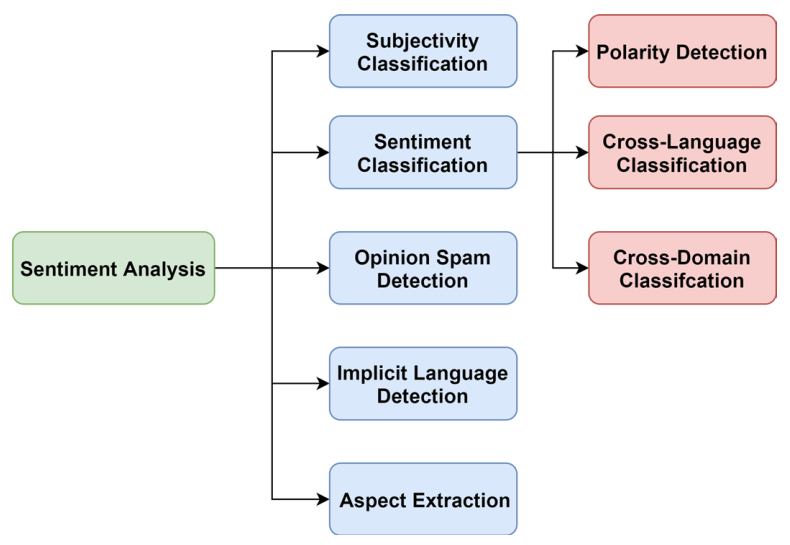 Sentiment Analysis
Subjectivity
Classification
Sentiment
Classification
Opinion Spam
Detection
Implicit Language
Detection
Aspect Extraction
Polarity Detection
Cross-Language
Classification
Cross-Domain
Classifcation